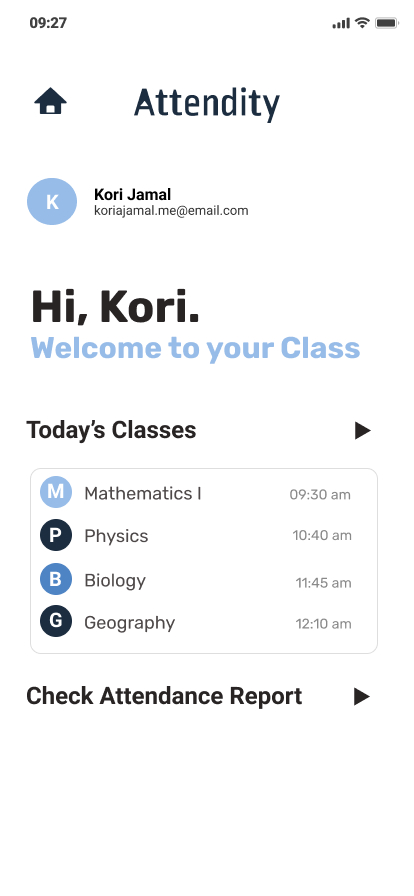 09:27
Attendity
K
Kori Jamal
koriajamal.me@email.com
Hi, Kori.
Welcome to your Class
Today’s Classes
M Mathematics I 09:30 am
P Physics 10:40 am
B Biology 11:45 am
G Geography 12:10 am
Check Attendance Report